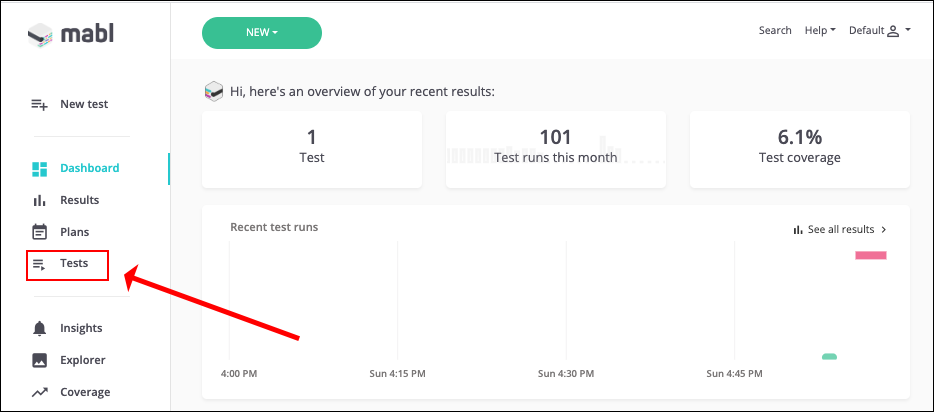 mabl
NEW
Search Help Default
New test
Dashboard
Results
Plans
Tests
Insights
Explorer
Coverage
Hi, here's an overview of your recent results:
1
Test
101
Test runs this month
6.1%
Test coverage
Recent test runs
See all results
4:00 PM Sun 4:15 PM Sun 4:30 PM Sun 4:45 PM